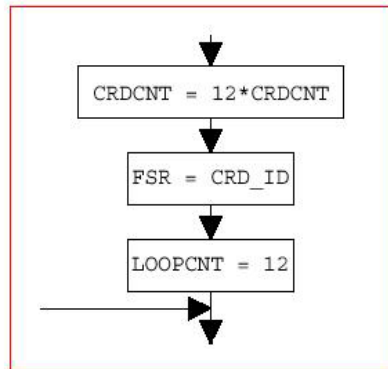 CRDCNT = 12*CRDCNT
FSR = CRD_ID
LOOPCNT = 12